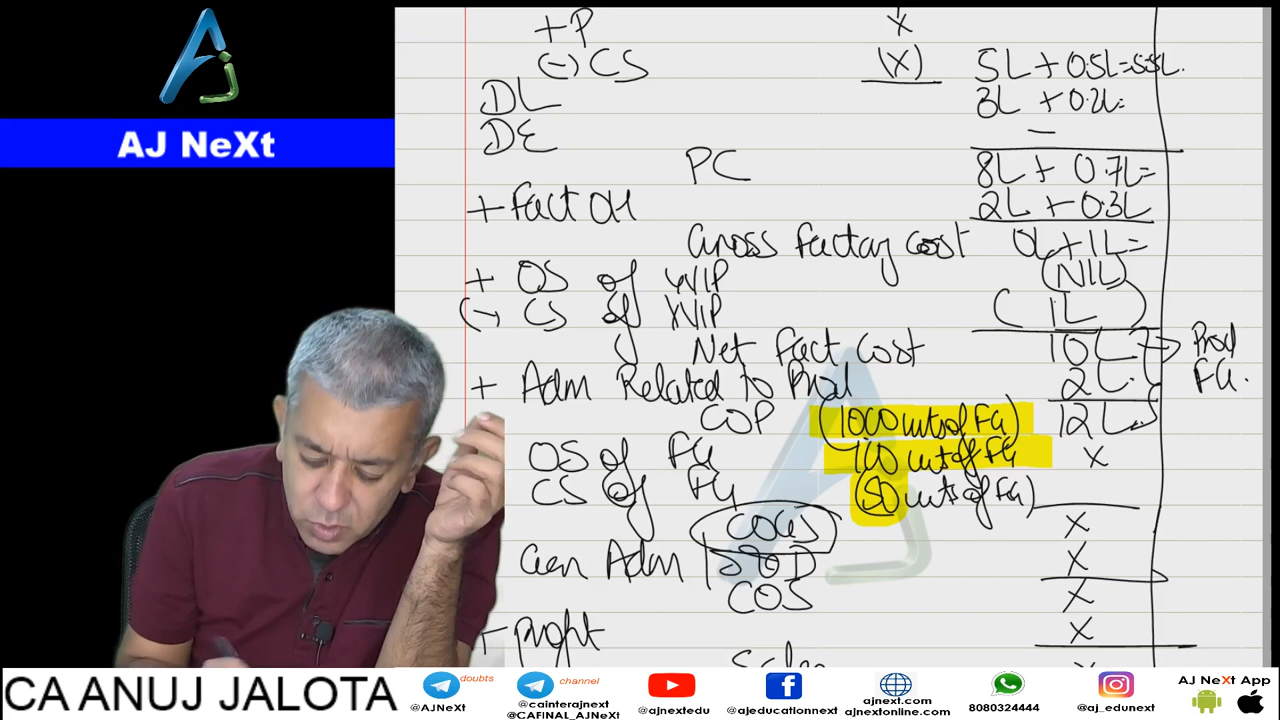 AJ NeXt
+ P X
(-) CS (X) 5L + 0.5L = 5.5L.
DL 3L + 0.2L =
DE —
PC 8L + 0.7L =
+ Fact OH 2L + 0.3L
Gross Factory cost 10L + 1L =
+ OS of WIP (NIL)
(-) CS of WIP (1L)
Net Fact Cost 10L → Prod
+ Adm Related to Prod 2L FG.
COP (1000 units of FG) 12L
OS of FG 100 units of FG X
CS of FG (50 units of FG)
COGS X
Gen Adm | S & D X
COS X
+ Profit X
Sales X
CA ANUJ JALOTA
doubts
@AJNeXt
channel
@cainterajnext
@CAFINAL_AJNeXt
@ajnextedu
@ajeducationnext
ajnext.com
ajnextonline.com
8080324444
@aj_edunext
AJ NeXt App